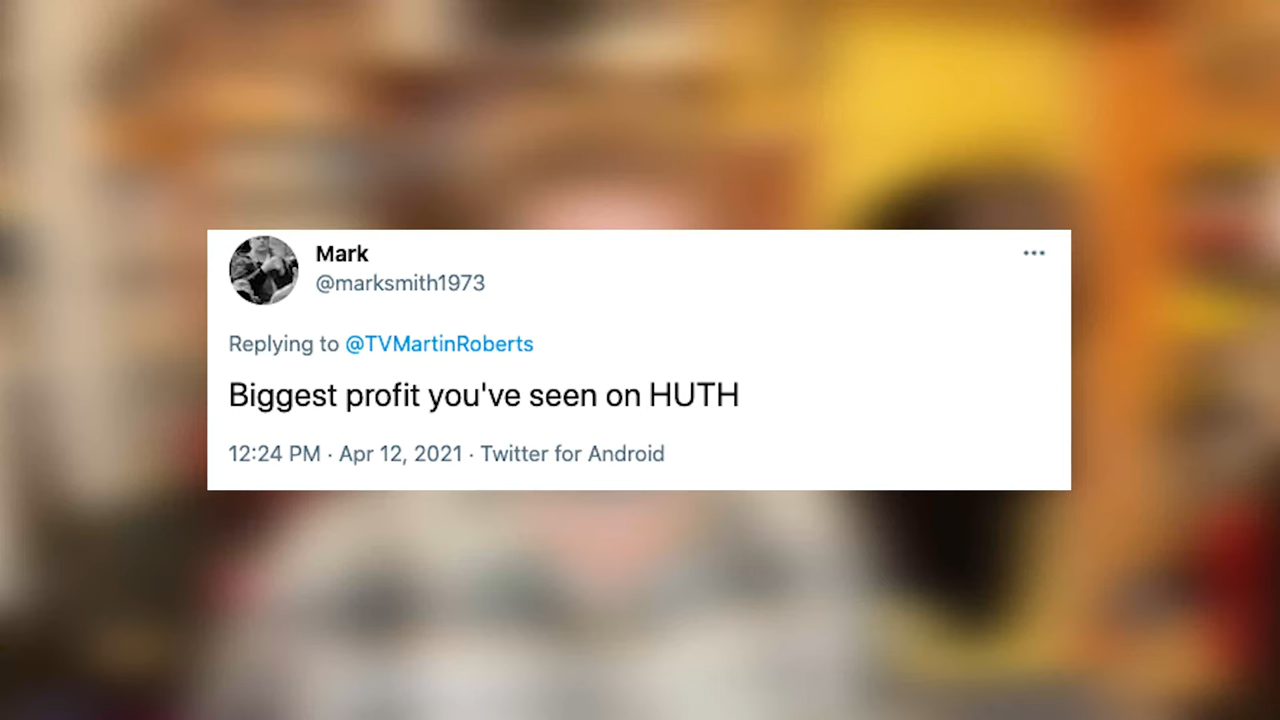 Mark
@marksmith1973
Replying to @TVMartinRoberts
Biggest profit you've seen on HUTH
12:24 PM · Apr 12, 2021 · Twitter for Android